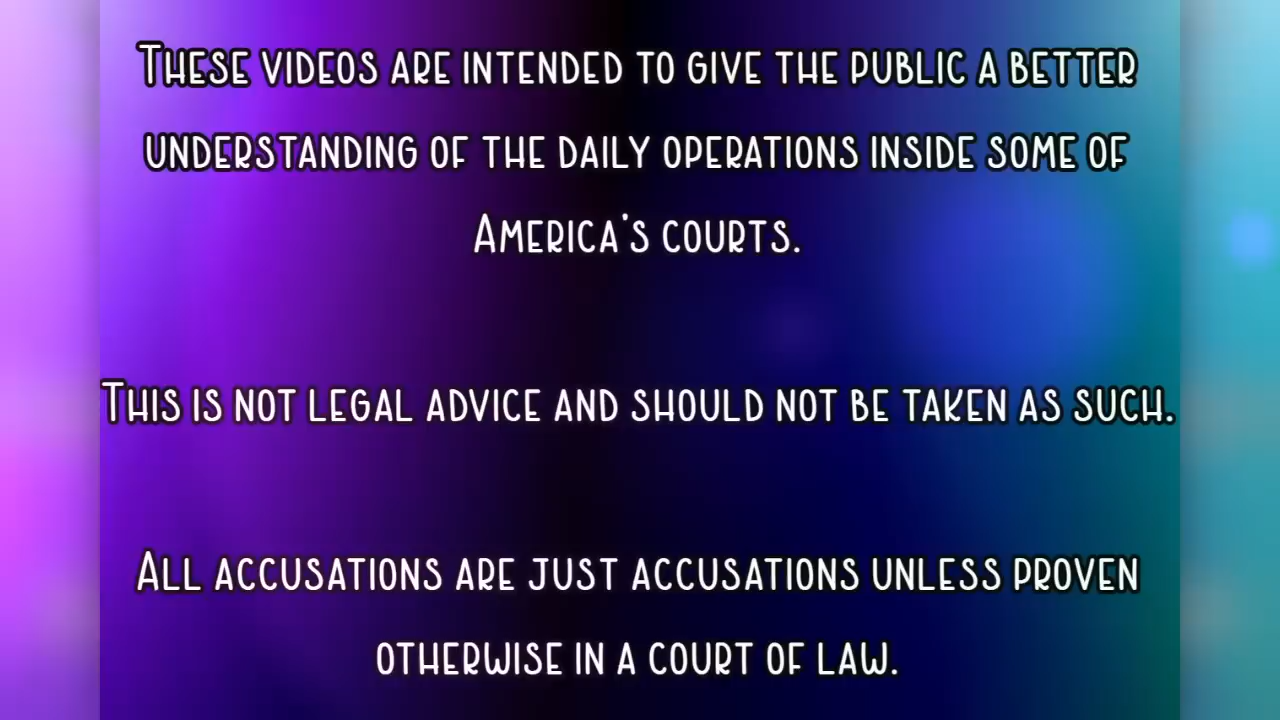 These videos are intended to give the public a better
understanding of the daily operations inside some of
America's courts.
This is not legal advice and should not be taken as such.
All accusations are just accusations unless proven
otherwise in a court of law.